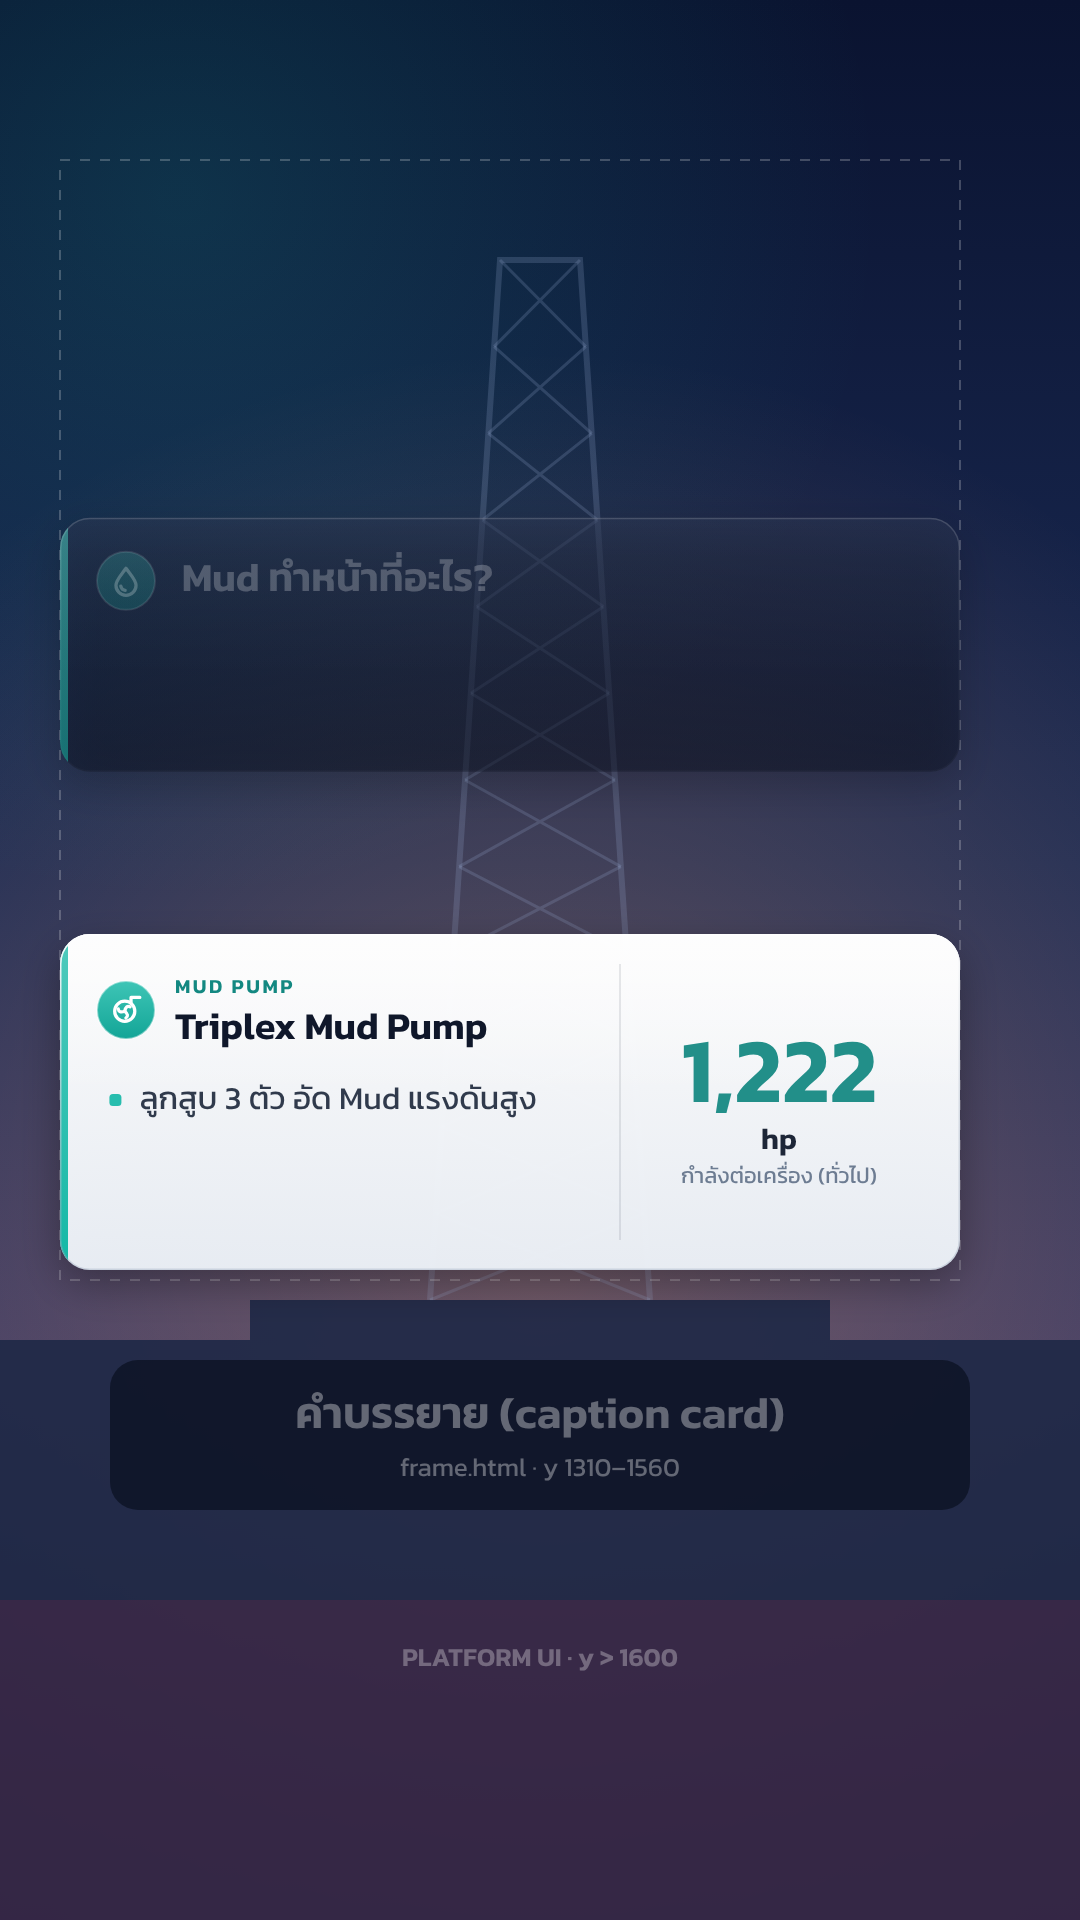 Mud ทำหน้าที่อะไร?
MUD PUMP
Triplex Mud Pump
ลูกสูบ 3 ตัว อัด Mud แรงดันสูง
1,222
hp
กำลังต่อเครื่อง (ทั่วไป)
คำบรรยาย (caption card)
frame.html · y 1310–1560
PLATFORM UI · y > 1600